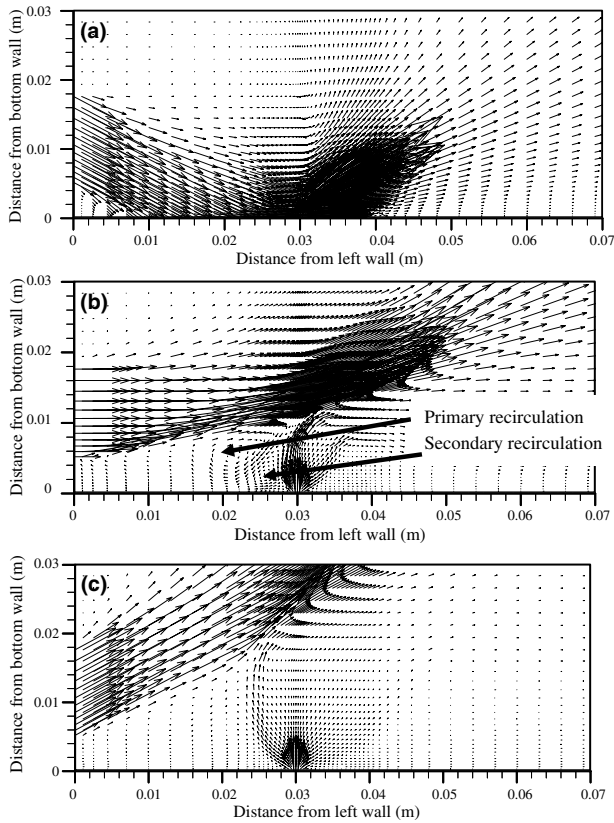 (a)
Distance from bottom wall (m)
0.03
0.02
0.01
0
0 0.01 0.02 0.03 0.04 0.05 0.06 0.07
Distance from left wall (m)
(b)
Distance from bottom wall (m)
0.03
0.02
0.01
0
Primary recirculation
Secondary recirculation
0 0.01 0.02 0.03 0.04 0.05 0.06 0.07
Distance from left wall (m)
(c)
Distance from bottom wall (m)
0.03
0.02
0.01
0
0 0.01 0.02 0.03 0.04 0.05 0.06 0.07
Distance from left wall (m)